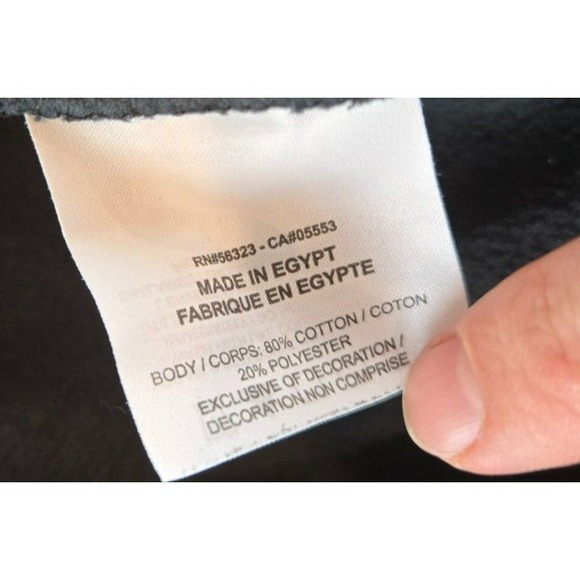 RN#56323 - CA#05553
MADE IN EGYPT
FABRIQUE EN EGYPTE
BODY / CORPS: 80% COTTON / COTON
20% POLYESTER
EXCLUSIVE OF DECORATION /
DECORATION NON COMPRISE